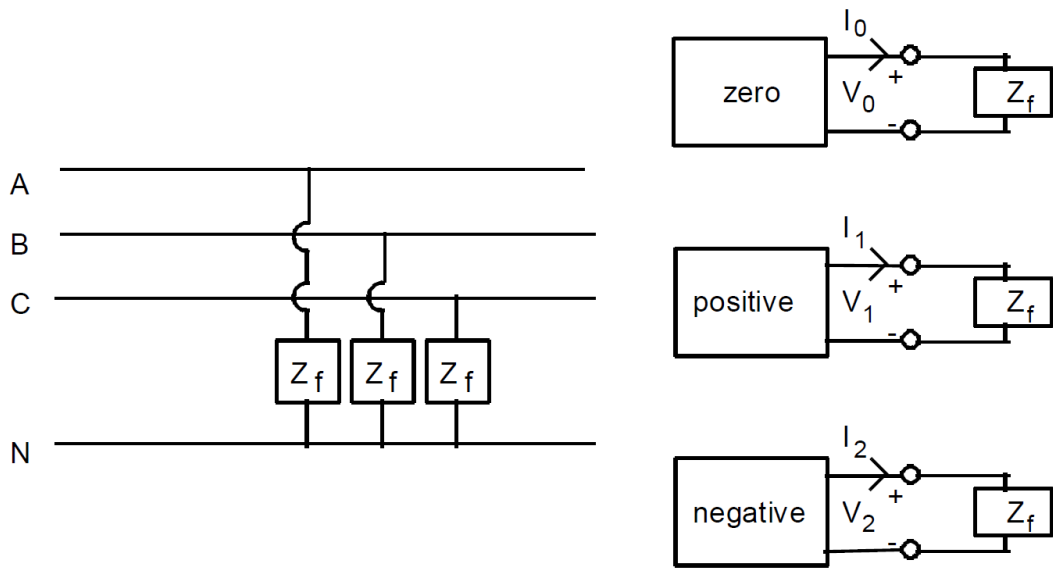 A
B
C
N
Z f
Z f
Z f
zero
I 0
+
V 0
-
Z f
positive
I 1
+
V 1
-
Z f
negative
I 2
+
V 2
-
Z f